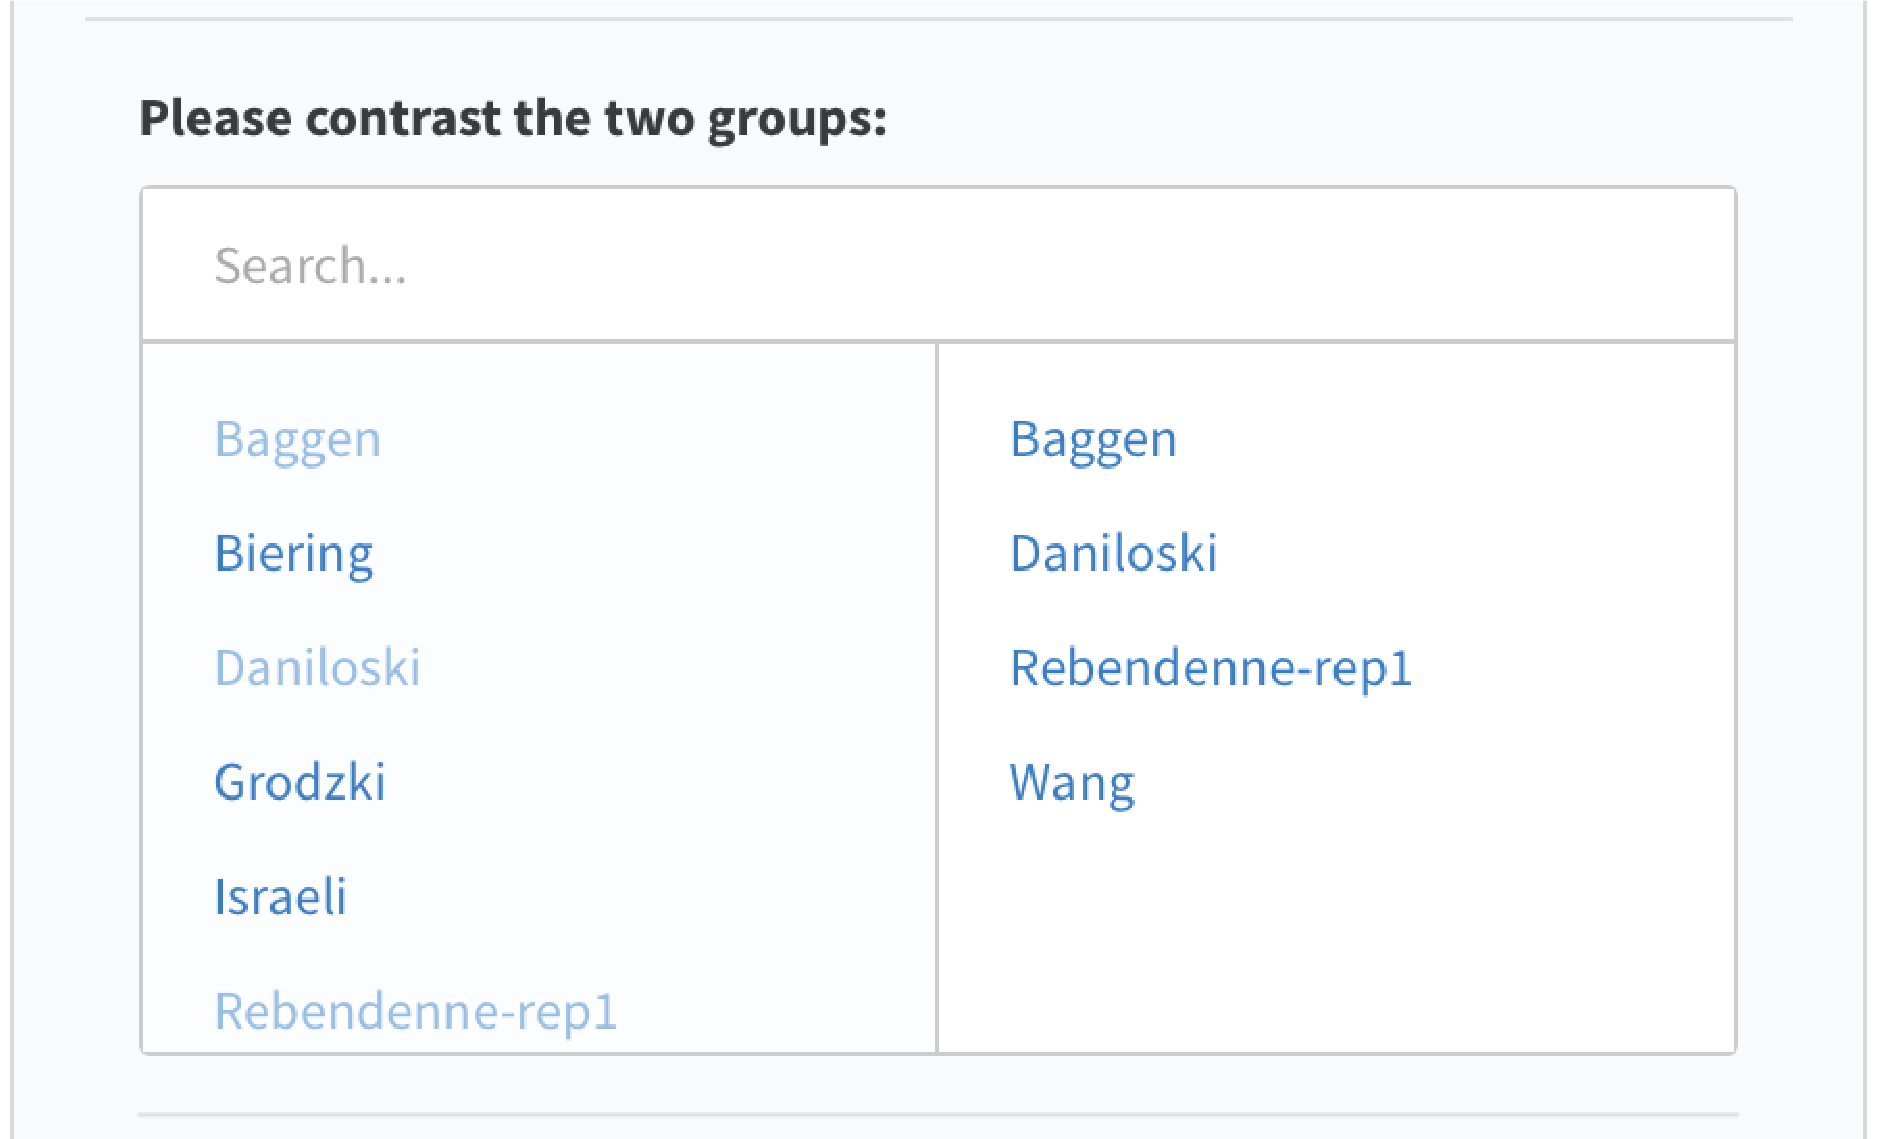 Please contrast the two groups:
Search...
Baggen
Biering
Daniloski
Grodzki
Israeli
Rebendenne-rep1
Baggen
Daniloski
Rebendenne-rep1
Wang